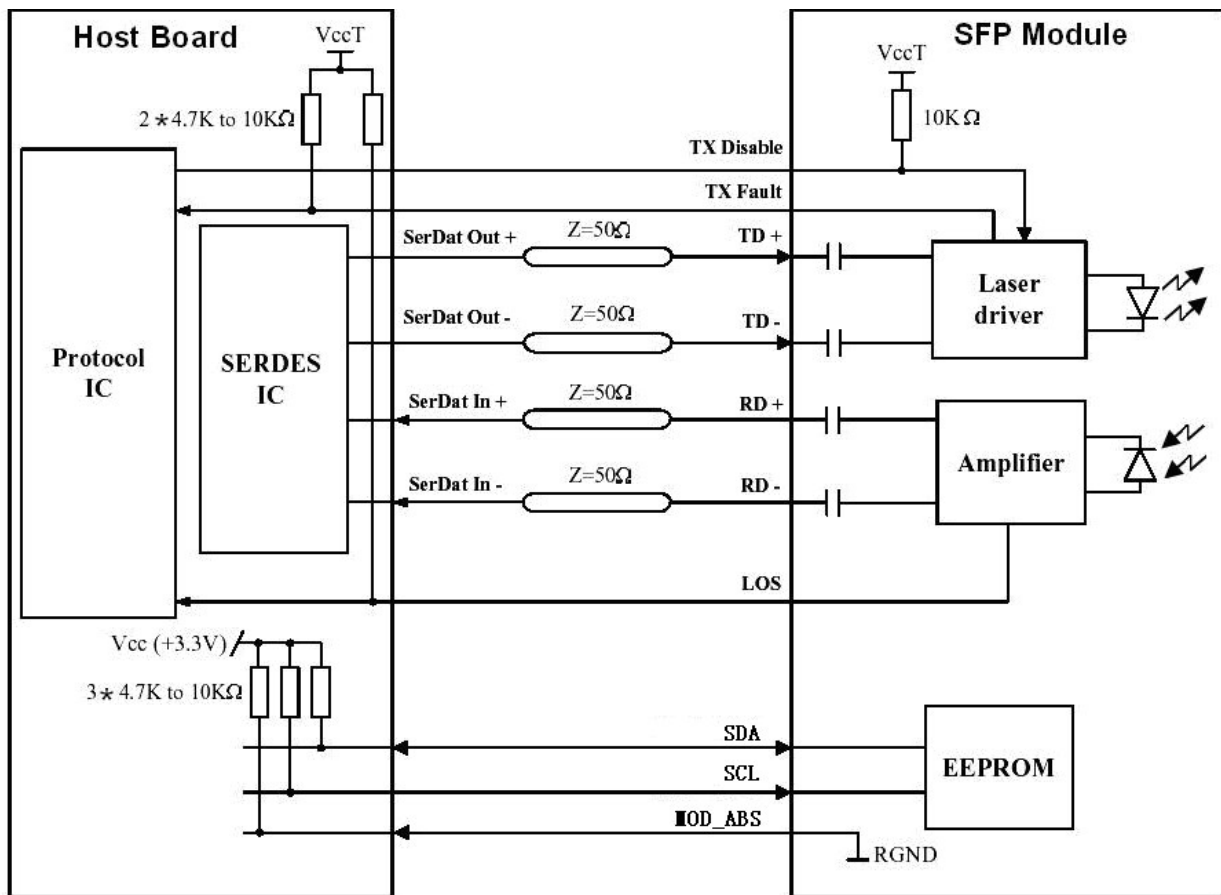 Host Board
SFP Module
VccT
VccT
2*4.7K to 10KΩ
10KΩ
TX Disable
TX Fault
SerDat Out +
Z=50Ω
TD +
Laser
driver
SerDat Out -
Z=50Ω
TD -
Protocol
IC
SERDES
IC
SerDat In +
Z=50Ω
RD +
Amplifier
SerDat In -
Z=50Ω
RD -
LOS
Vcc (+3.3V)
3*4.7K to 10KΩ
SDA
EEPROM
SCL
MOD_ABS
RGND